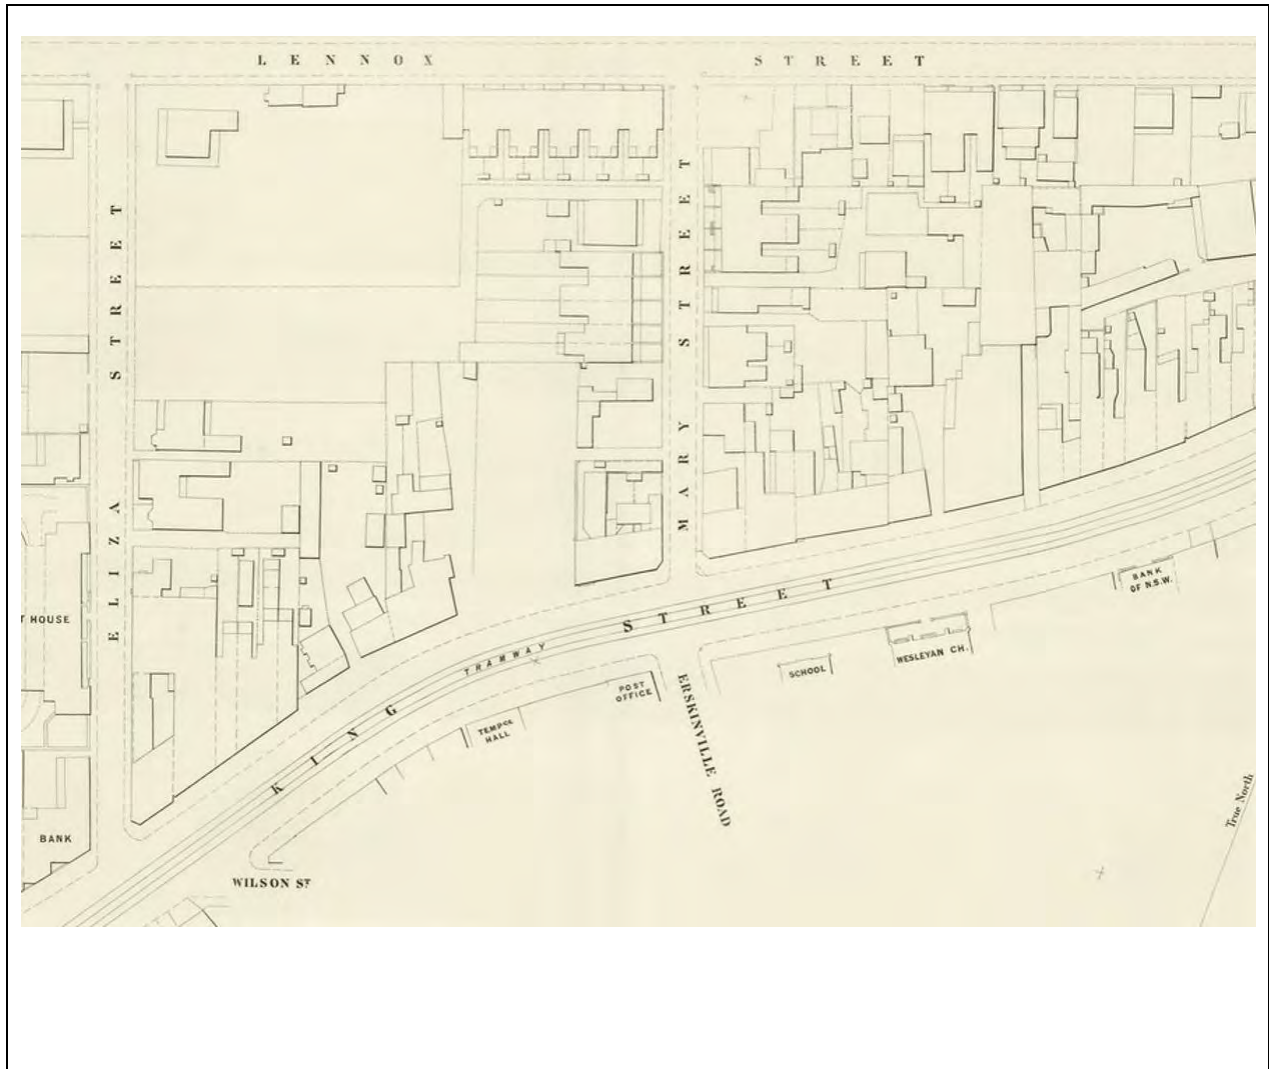 LENNOX STREET
ELIZA STREET
MARY STREET
T HOUSE
BANK
KING STREET
TRAMWAY
WILSON ST
TEMPCE HALL
POST
OFFICE
ERSKINVILLE ROAD
SCHOOL
WESLEYAN CH.
BANK
OF N.S.W.
True North